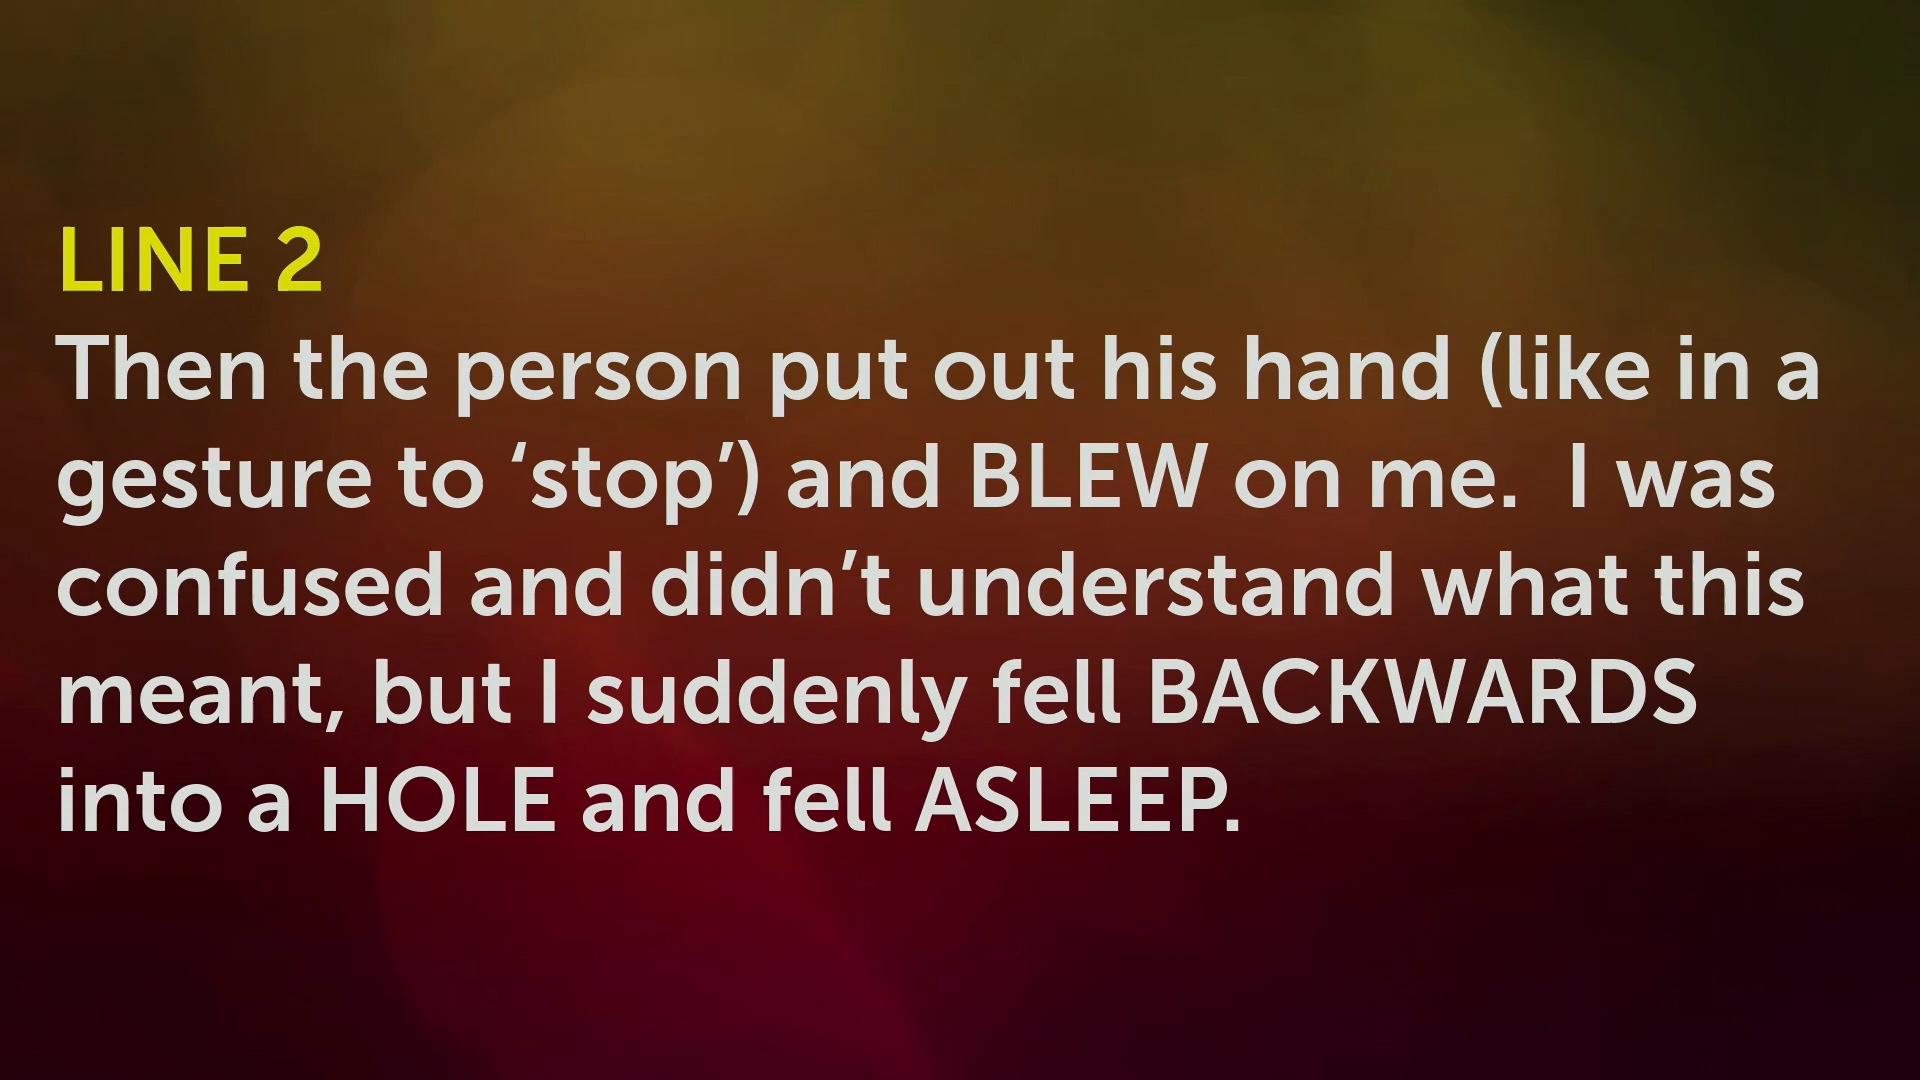 LINE 2
Then the person put out his hand (like in a
gesture to ‘stop’) and BLEW on me.  I was
confused and didn’t understand what this
meant, but I suddenly fell BACKWARDS
into a HOLE and fell ASLEEP.